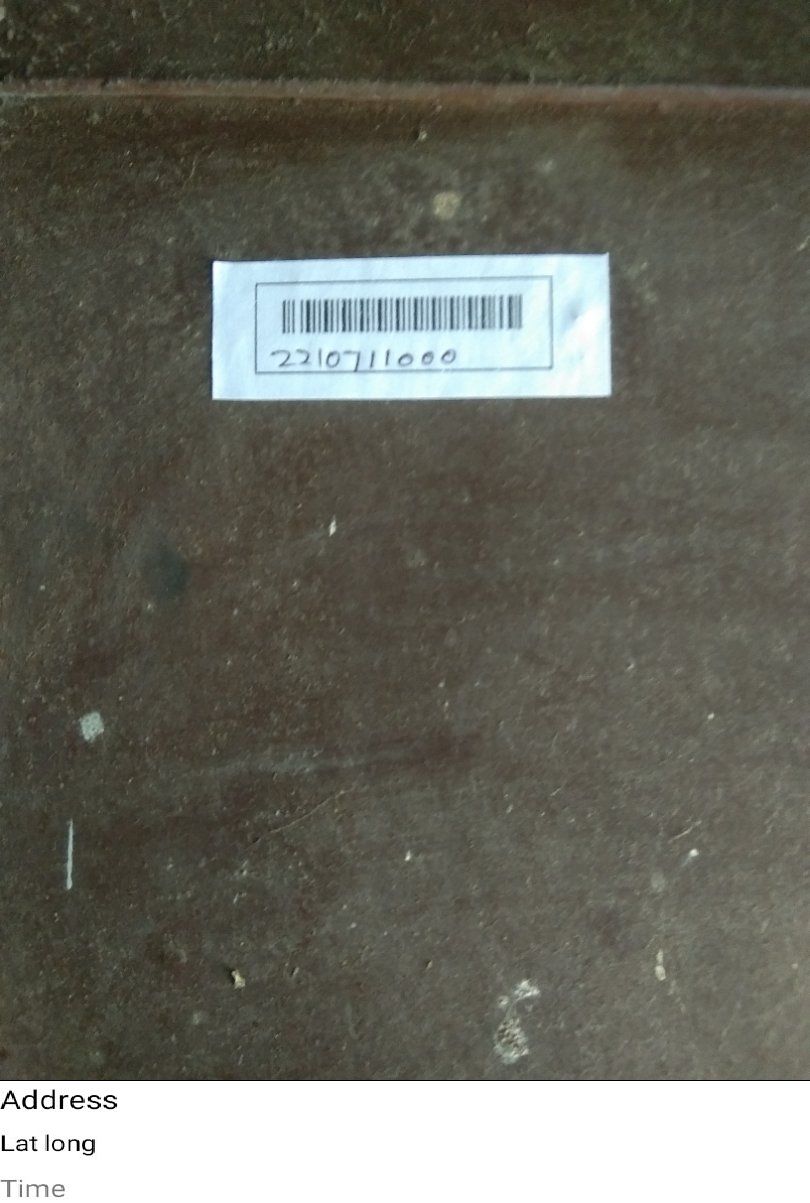 2210711000
Address
Lat long
Time